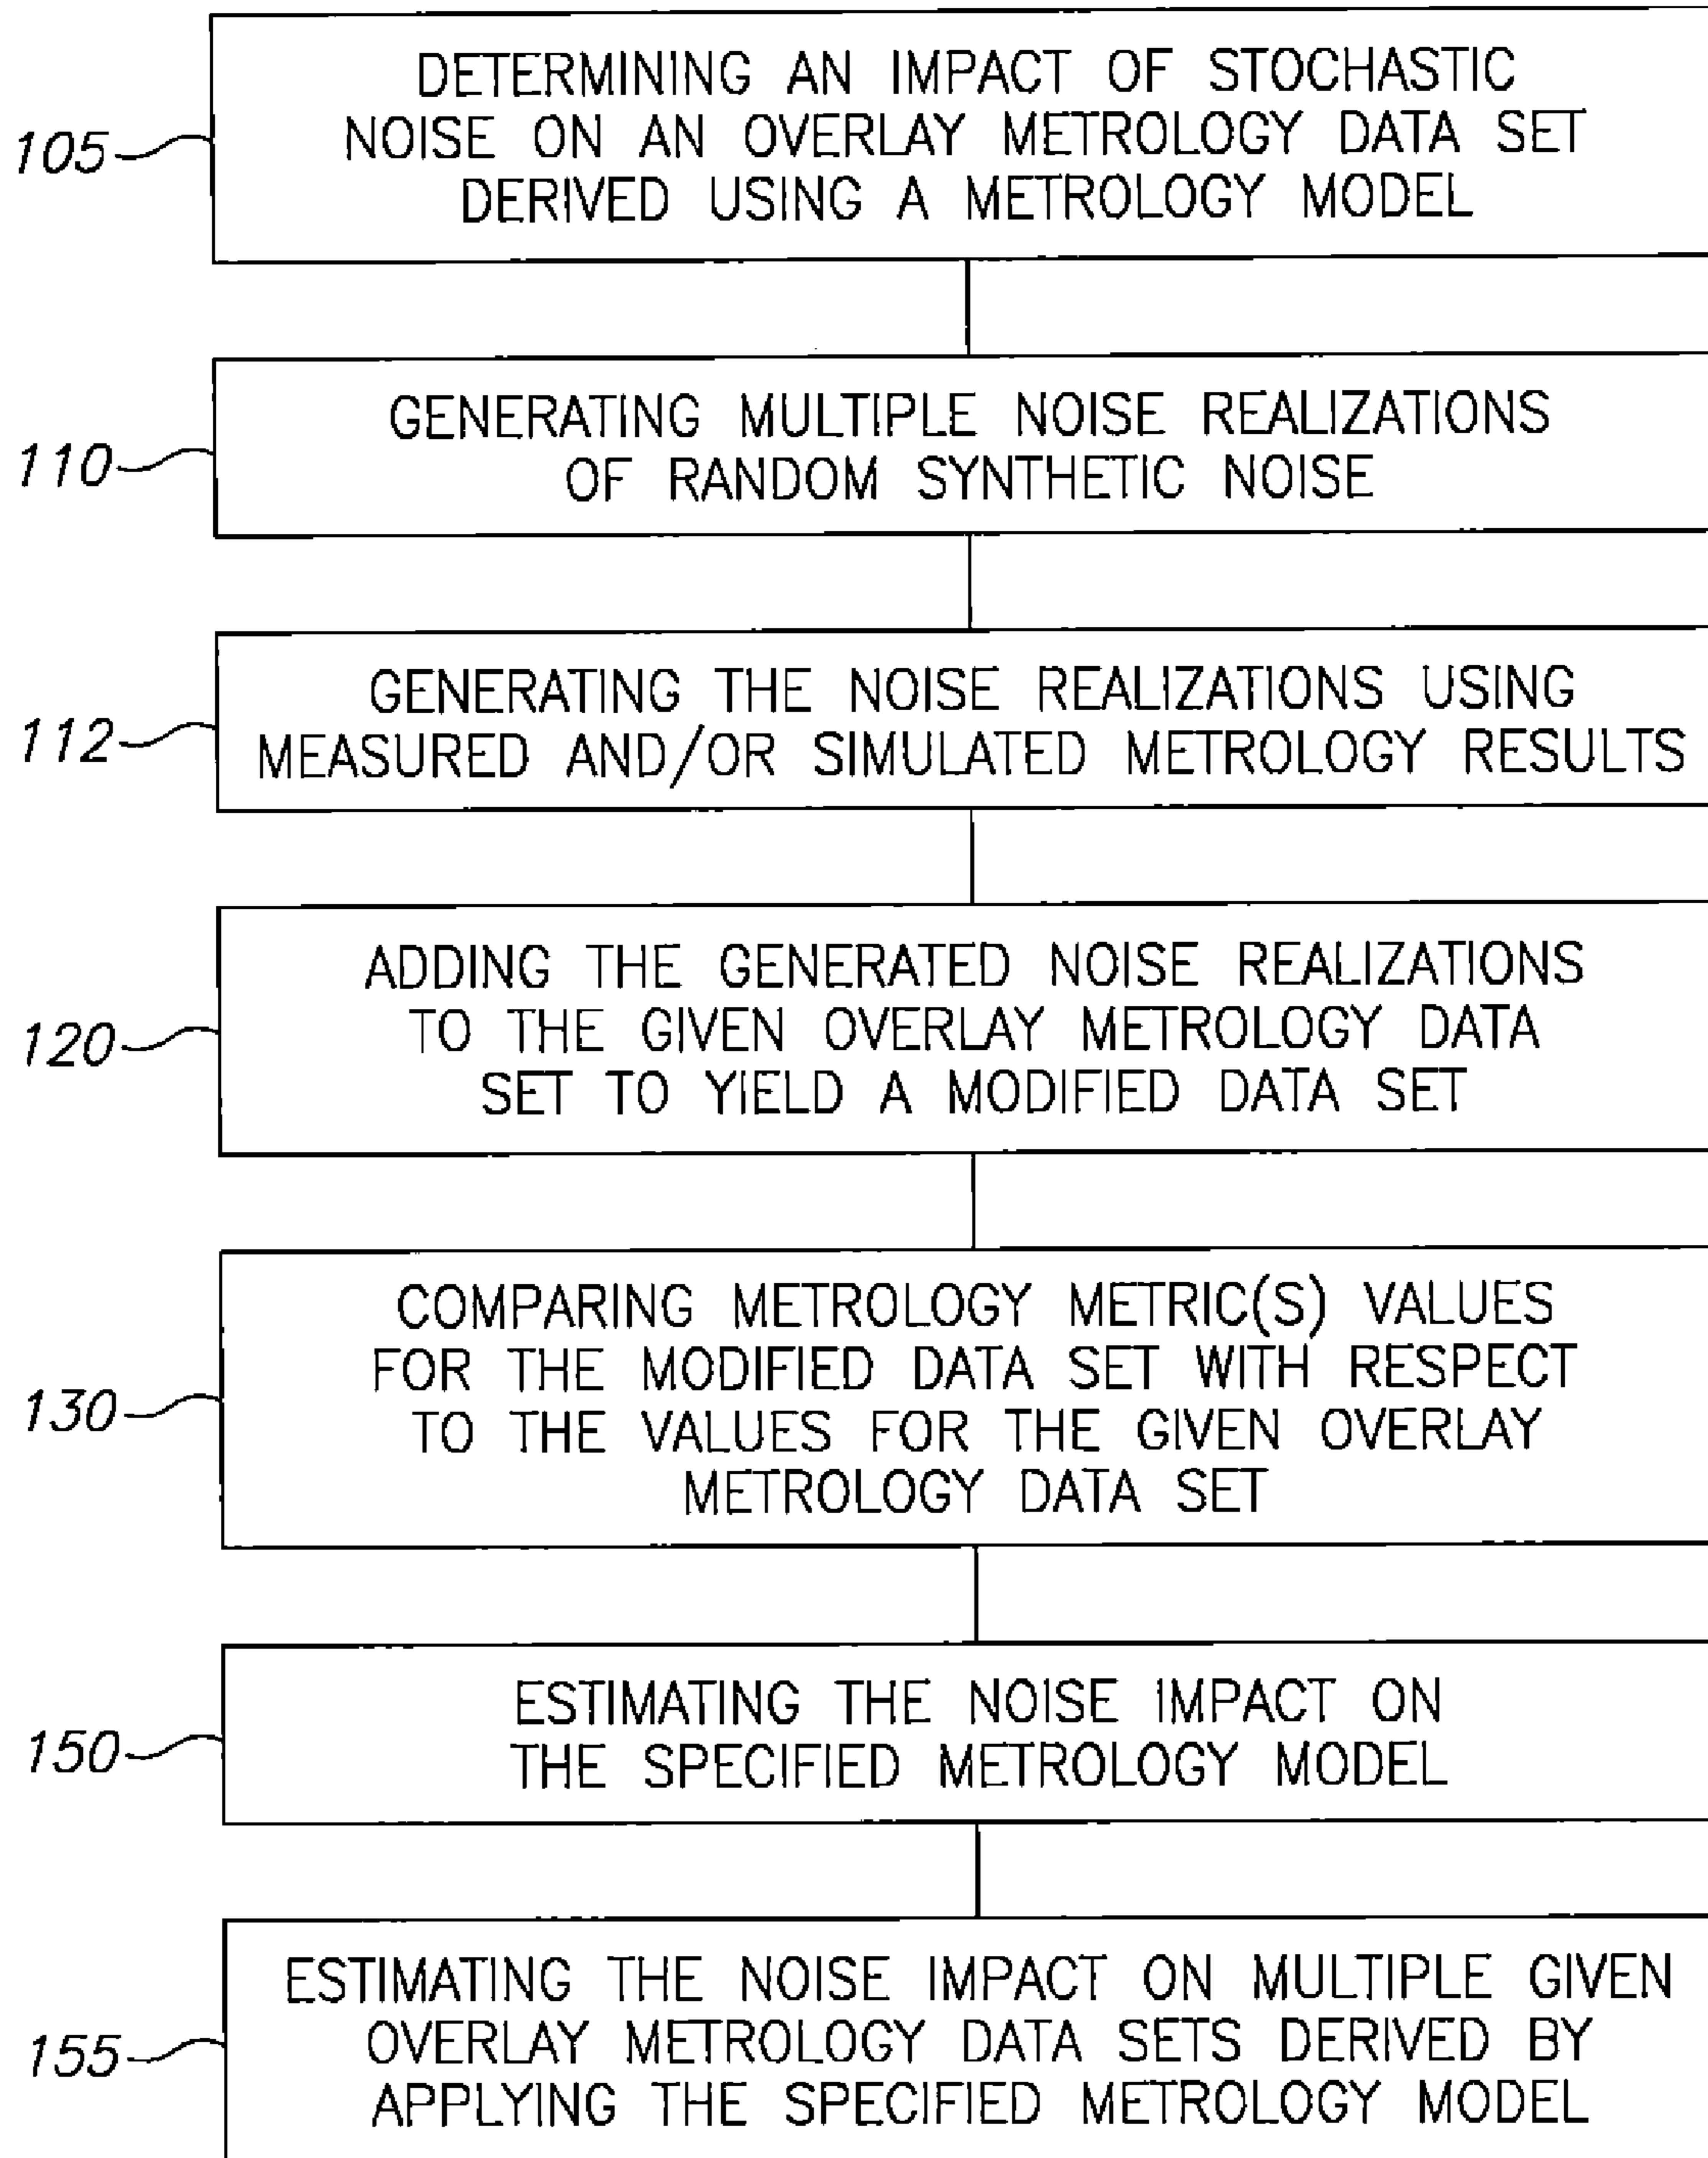 DETERMINING AN IMPACT OF STOCHASTIC
105 NOISE ON AN OVERLAY METROLOGY DATA SET
DERIVED USING A METROLOGY MODEL
GENERATING MULTIPLE NOISE REALIZATIONS
110 OF RANDOM SYNTHETIC NOISE
GENERATING THE NOISE REALIZATIONS USING
112 MEASURED AND/OR SIMULATED METROLOGY RESULTS
ADDING THE GENERATED NOISE REALIZATIONS
120 TO THE GIVEN OVERLAY METROLOGY DATA
SET TO YIELD A MODIFIED DATA SET
COMPARING METROLOGY METRIC(S) VALUES
FOR THE MODIFIED DATA SET WITH RESPECT
130 TO THE VALUES FOR THE GIVEN OVERLAY
METROLOGY DATA SET
ESTIMATING THE NOISE IMPACT ON
150 THE SPECIFIED METROLOGY MODEL
ESTIMATING THE NOISE IMPACT ON MULTIPLE GIVEN
155 OVERLAY METROLOGY DATA SETS DERIVED BY
APPLYING THE SPECIFIED METROLOGY MODEL